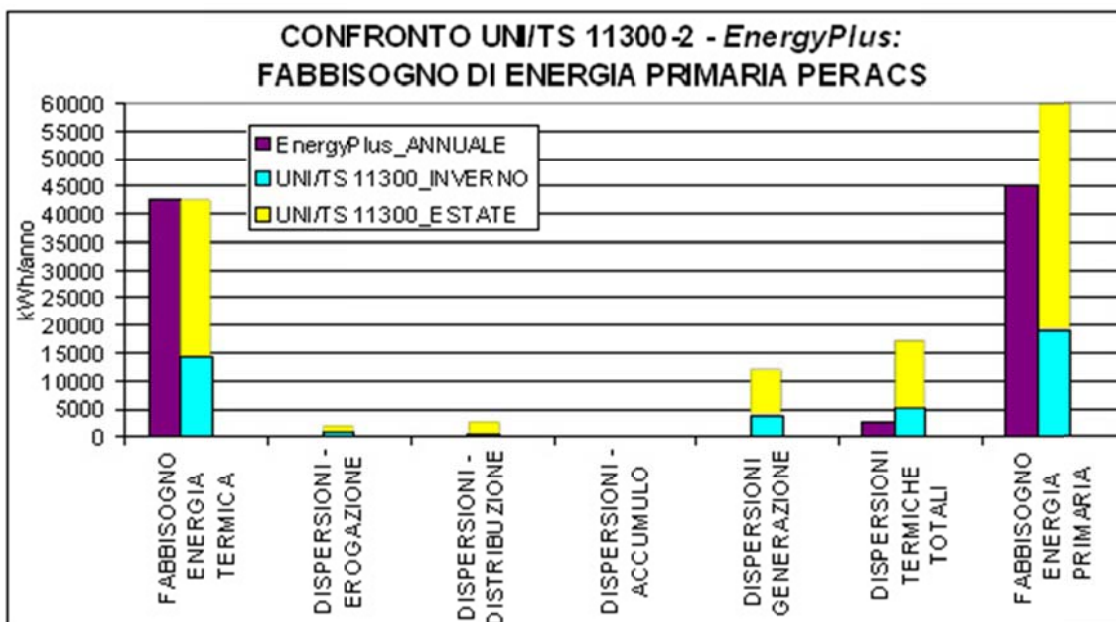 CONFRONTO UNI/TS 11300-2 - EnergyPlus:
FABBISOGNO DI ENERGIA PRIMARIA PER ACS
60000
55000
50000
45000
40000
35000
30000
25000
20000
15000
10000
5000
0
kWh/anno
EnergyPlus_ANNUALE
UNI/TS 11300_INVERNO
UNI/TS 11300_ESTATE
FABBISOGNO
ENERGIA
TERMICA
DISPERSIONI -
EROGAZIONE
DISPERSIONI -
DISTRIBUZIONE
DISPERSIONI -
ACCUMULO
DISPERSIONI
GENERAZIONE
DISPERSIONI
TERMICHE
TOTALI
FABBISOGNO
ENERGIA
PRIMARIA